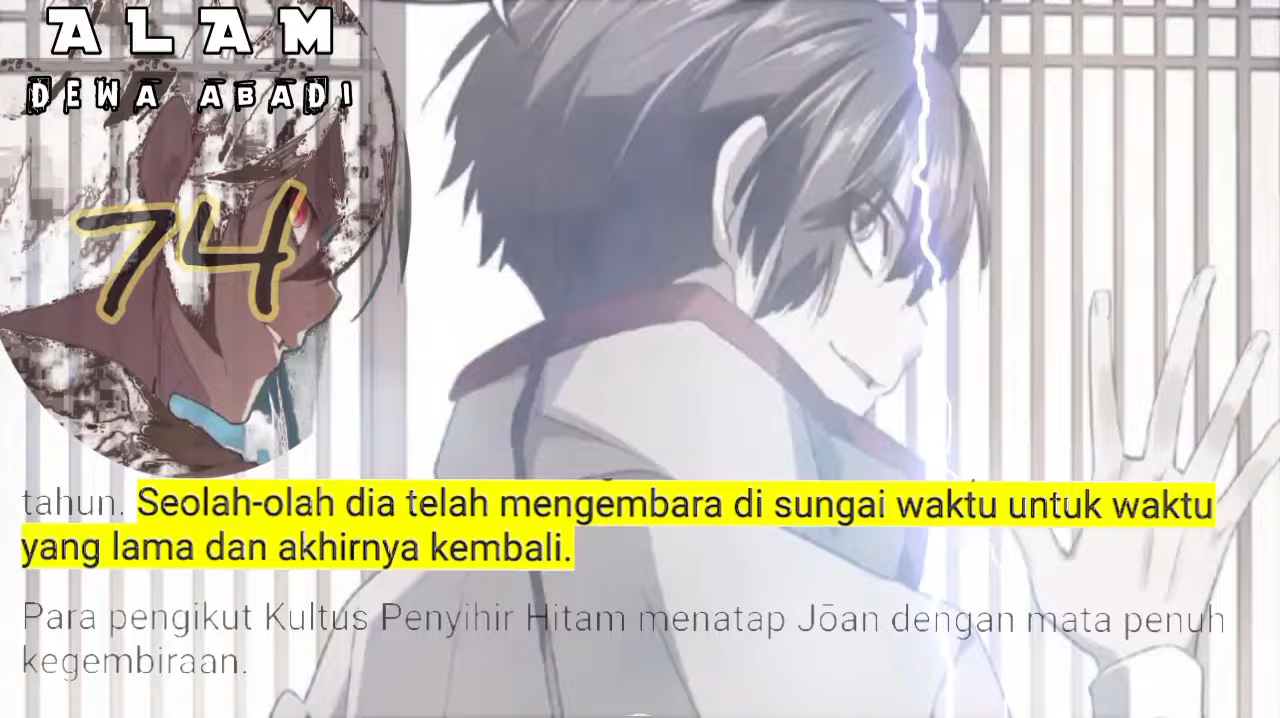 ALAM
DEWA ABADI
74
tahun. Seolah-olah dia telah mengembara di sungai waktu untuk waktu
yang lama dan akhirnya kembali.
Para pengikut Kultus Penyihir Hitam menatap Jōan dengan mata penuh
kegembiraan.